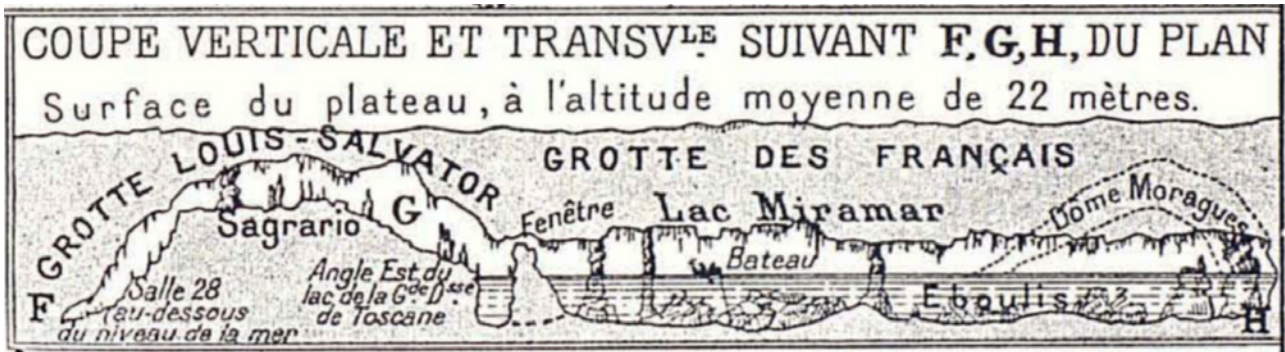 COUPE VERTICALE ET TRANSVLE. SUIVANT F,G,H, DU PLAN
Surface du plateau, à l'altitude moyenne de 22 mètres.
GROTTE LOUIS-SALVATOR
GROTTE DES FRANÇAIS
Dôme Moragues
Fenêtre
Lac Miramar
G
Sagrario
Bateau
Angle Est du
lac de la Gde Dsse
de Toscane
F
Salle 28
au-dessous
du niveau de la mer
Eboulis
H